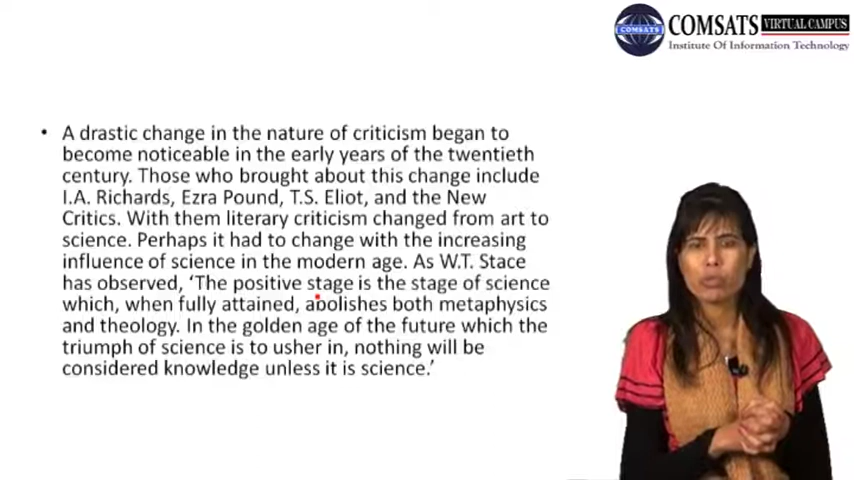 COMSATS VIRTUAL CAMPUS
COMSATS
Institute Of Information Technology
• A drastic change in the nature of criticism began to
become noticeable in the early years of the twentieth
century. Those who brought about this change include
I.A. Richards, Ezra Pound, T.S. Eliot, and the New
Critics. With them literary criticism changed from art to
science. Perhaps it had to change with the increasing
influence of science in the modern age. As W.T. Stace
has observed, ‘The positive stage is the stage of science
which, when fully attained, abolishes both metaphysics
and theology. In the golden age of the future which the
triumph of science is to usher in, nothing will be
considered knowledge unless it is science.’